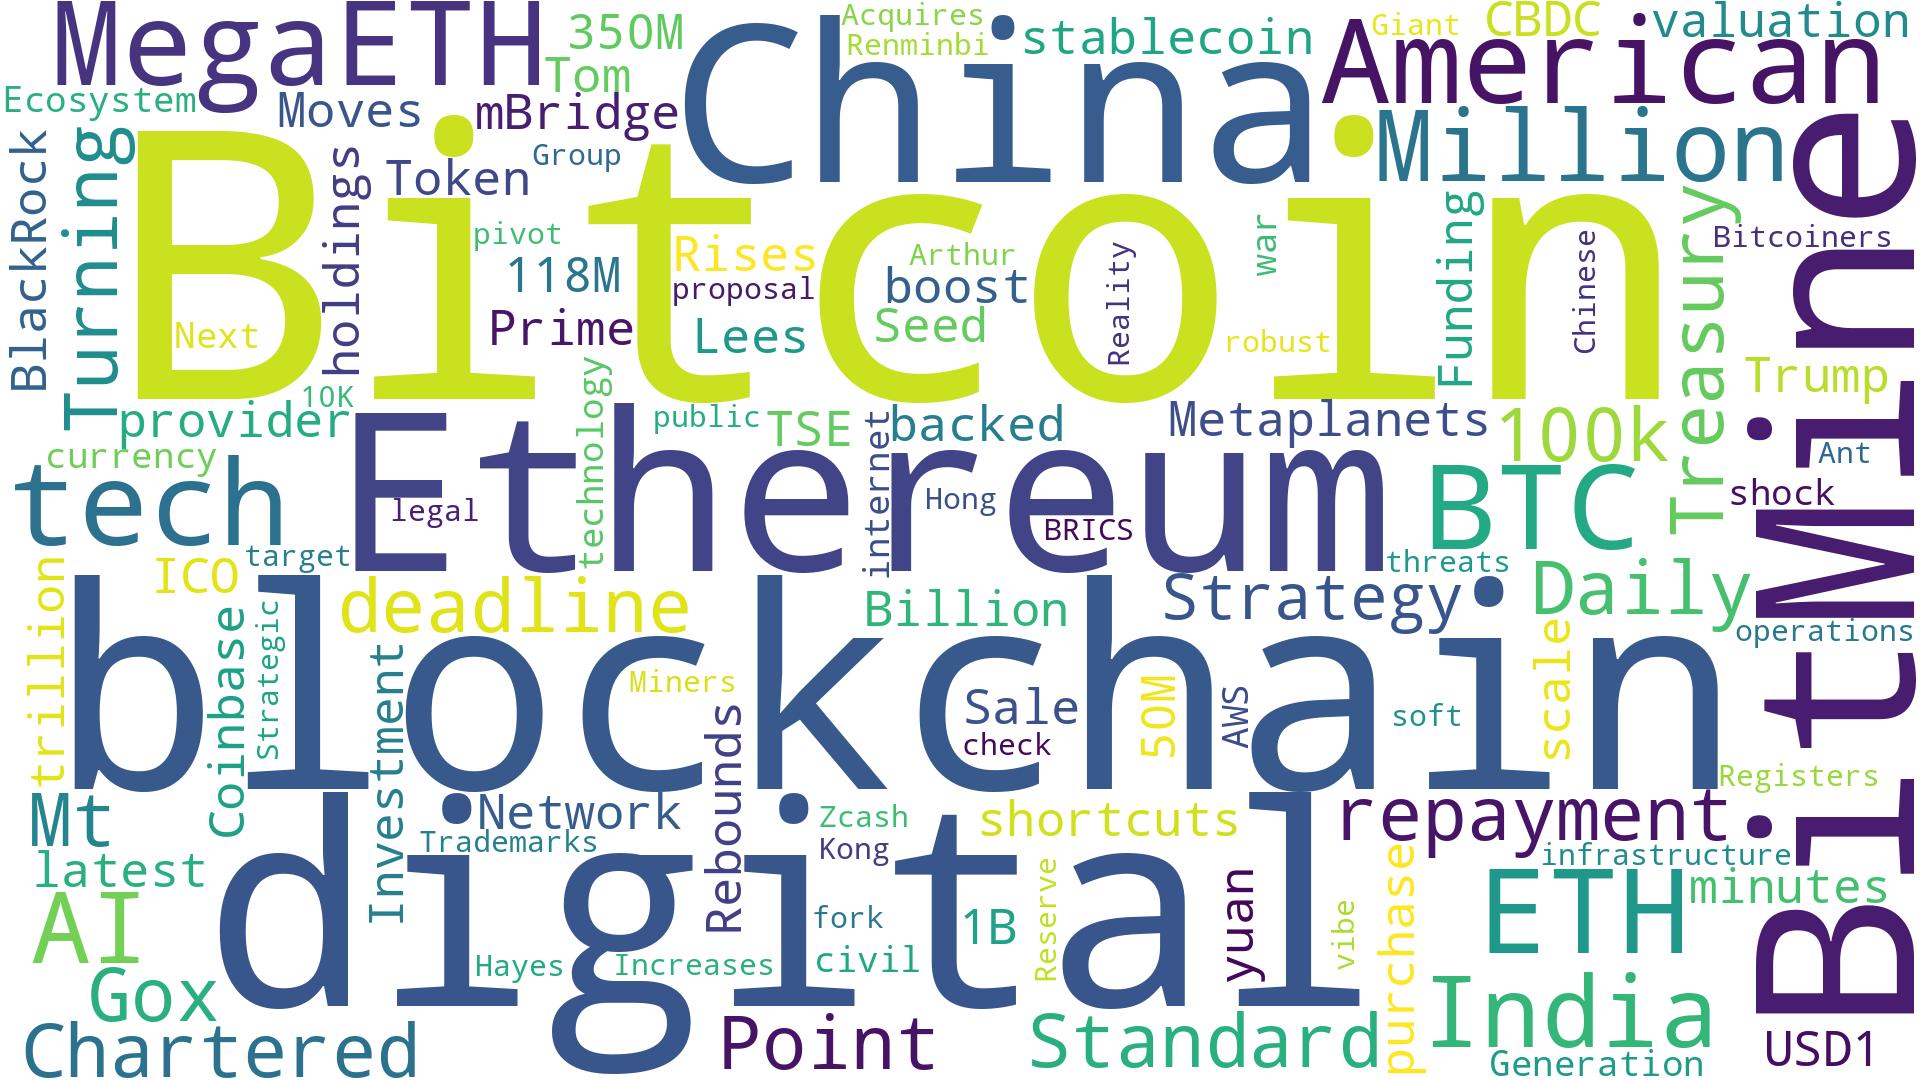 MegaETH
350M
Tom
China
Acquires
Renminbi
stablecoin
Giant
CBDC
valuation
American
Ecosystem
Moves
mBridge
Million
BlackRock
Turning
Bitcoin
holdings
Token
Group
pivot
118M
Prime
Rises
proposal
Lees
Arthur
boost
Seed
Reality
war
robust
Chinese
Funding
Treasury
Bitcoiners
BitMine
Next
10K
provider
currency
tech
Ethereum
legal
technology
public
TSE
internet
backed
Hong
BRICS
Metaplanets
100k
BTC
Trump
Ant
shock
threats
target
ICO
trillion
deadline
Billion
Strategy
Daily
operations
blockchain
Coinbase
Strategic
Investment
Miners
Rebounds
Sale
check
50M
AWS
soft
scale
Registers
Mt
latest
AI
Gox
Chartered
digital
Network
Trademarks
Zcash
Kong
shortcuts
repayment
infrastructure
minutes
Hayes
Increases
fork
civil
1B
Reserve
yuan
vibe
purchase
ETH
India
Point
Standard
Generation
USD1